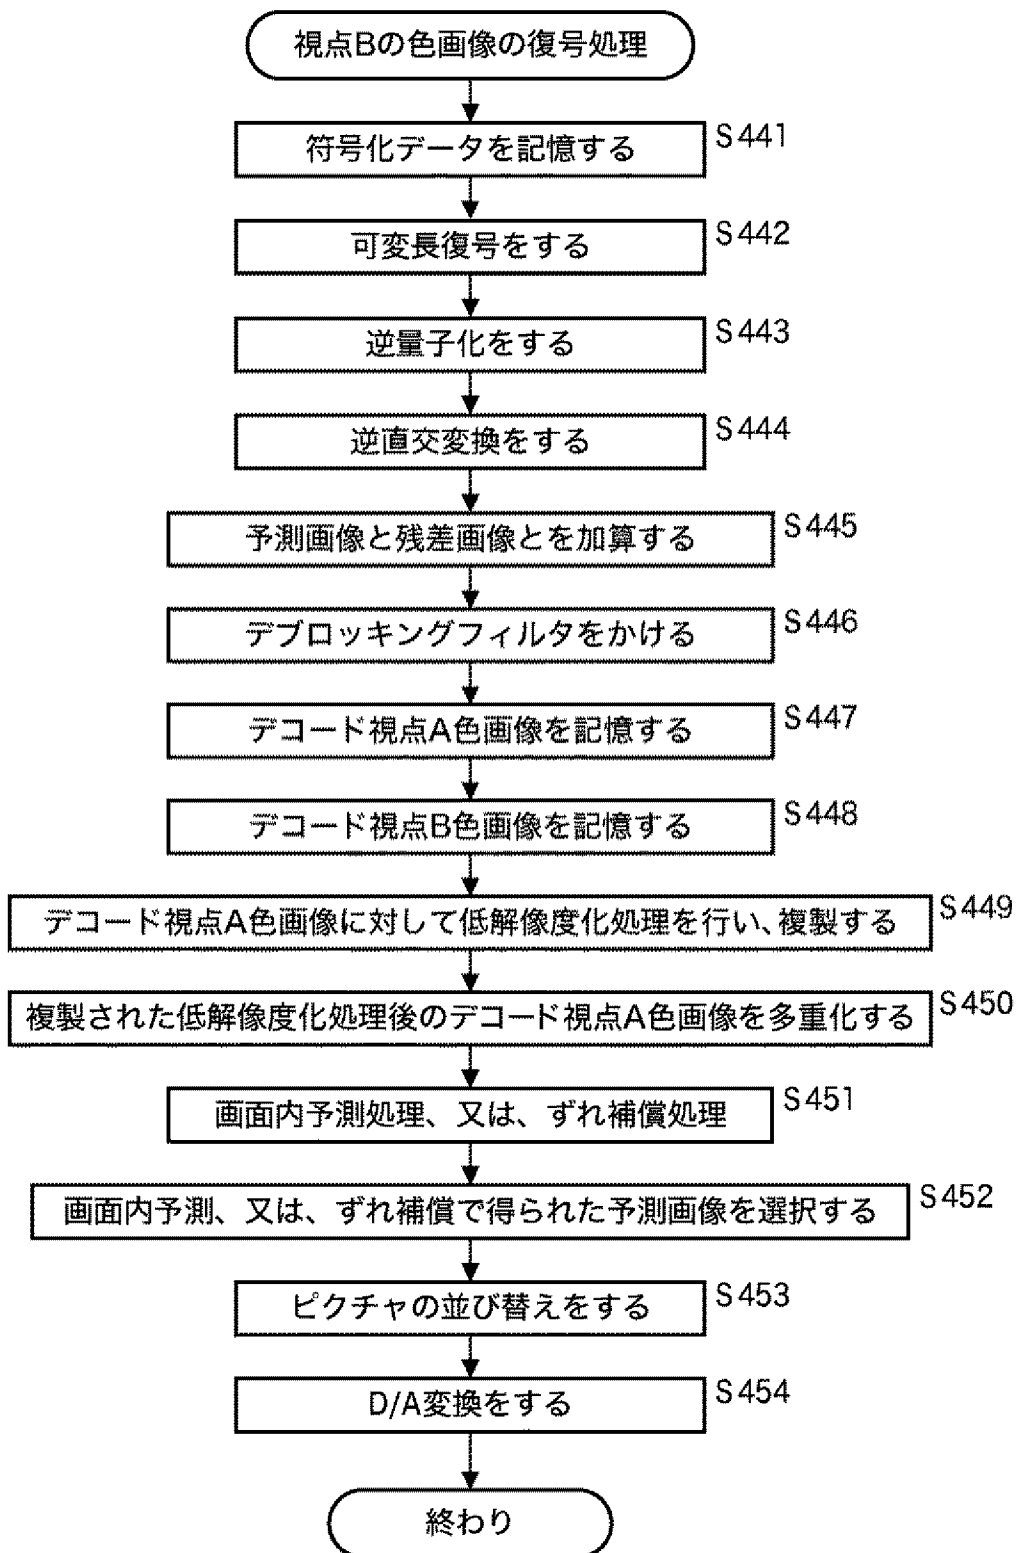 視点Bの色画像の復号処理
符号化データを記憶する
S441
可変長復号をする
S442
逆量子化をする
S443
逆直交変換をする
S444
予測画像と残差画像とを加算する
S445
デブロッキングフィルタをかける
S446
デコード視点A色画像を記憶する
S447
デコード視点B色画像を記憶する
S448
デコード視点A色画像に対して低解像度化処理を行い、複製する
S449
複製された低解像度化処理後のデコード視点A色画像を多重化する
S450
画面内予測処理、又は、ずれ補償処理
S451
画面内予測、又は、ずれ補償で得られた予測画像を選択する
S452
ピクチャの並び替えをする
S453
D/A変換をする
S454
終わり